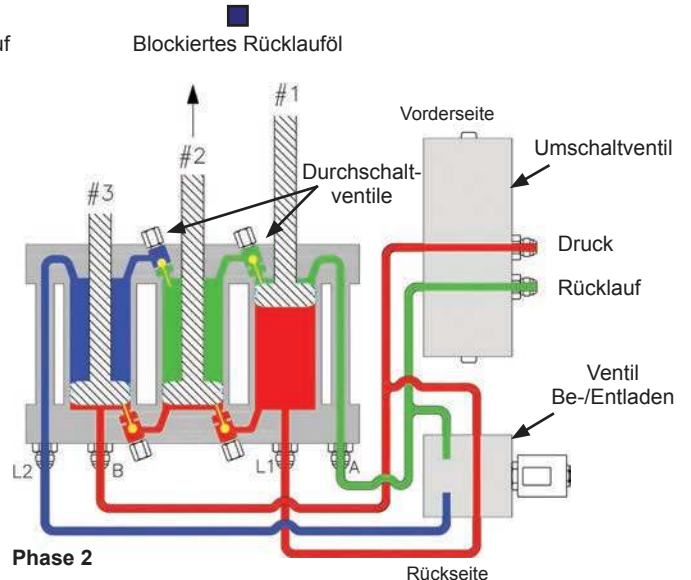 uf
Blockiertes Rücklauföl
#1
Vorderseite
Umschaltventil
#2
Durchschalt-
ventile
#3
Druck
Rücklauf
Ventil
Be-/Entladen
L2
B
L1
A
Phase 2
Rückseite